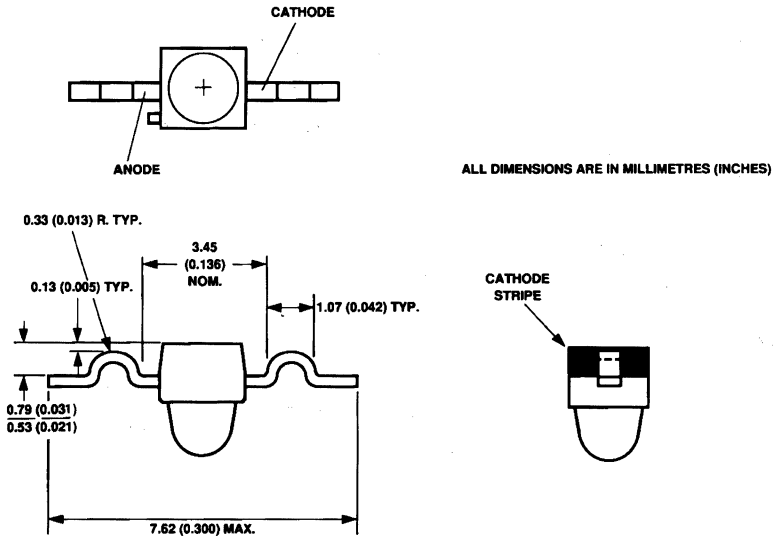 CATHODE
ANODE
ALL DIMENSIONS ARE IN MILLIMETRES (INCHES)
0.33 (0.013) R. TYP.
3.45
(0.136)
NOM.
0.13 (0.005) TYP.
1.07 (0.042) TYP.
CATHODE
STRIPE
0.79 (0.031)
0.53 (0.021)
7.62 (0.300) MAX.